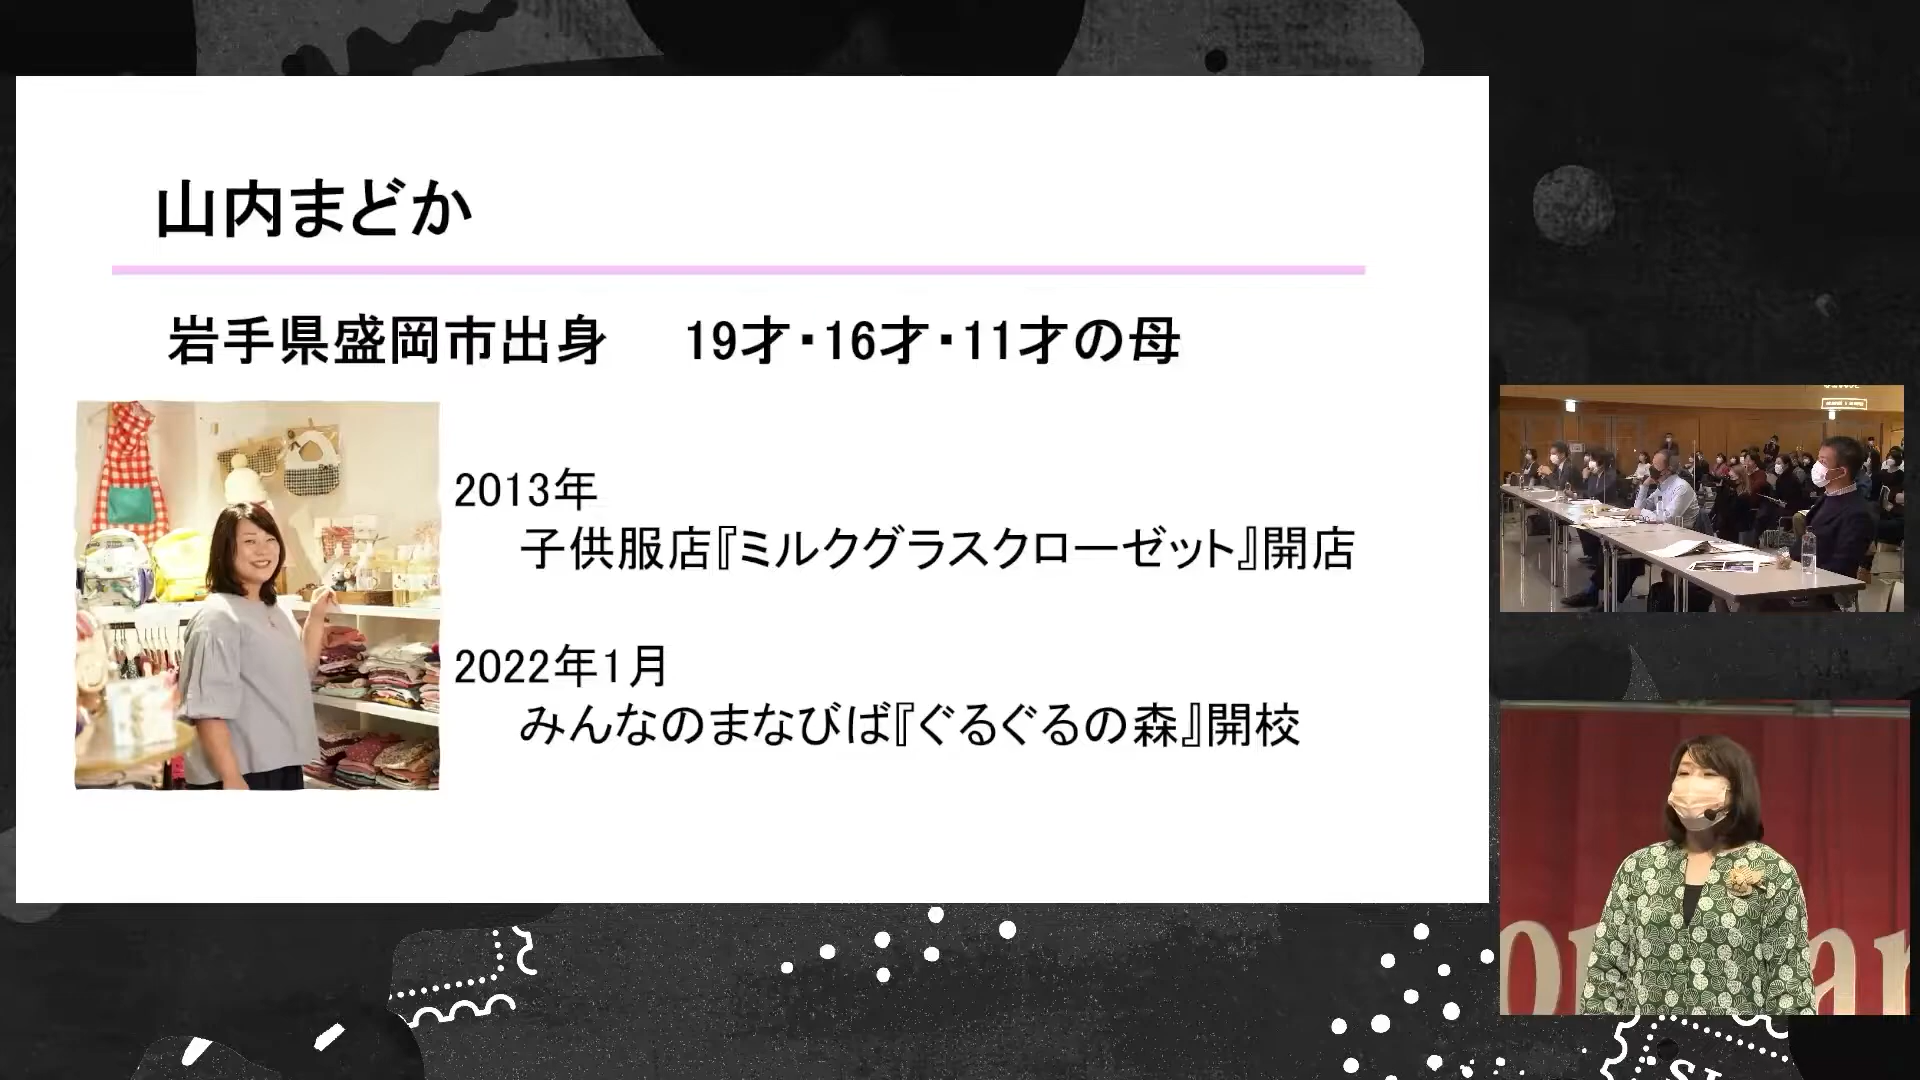 山内まどか
岩手県盛岡市出身 19才・16才・11才の母
2013年
子供服店『ミルクグラスクローゼット』開店
2022年1月
みんなのまなびば『ぐるぐるの森』開校